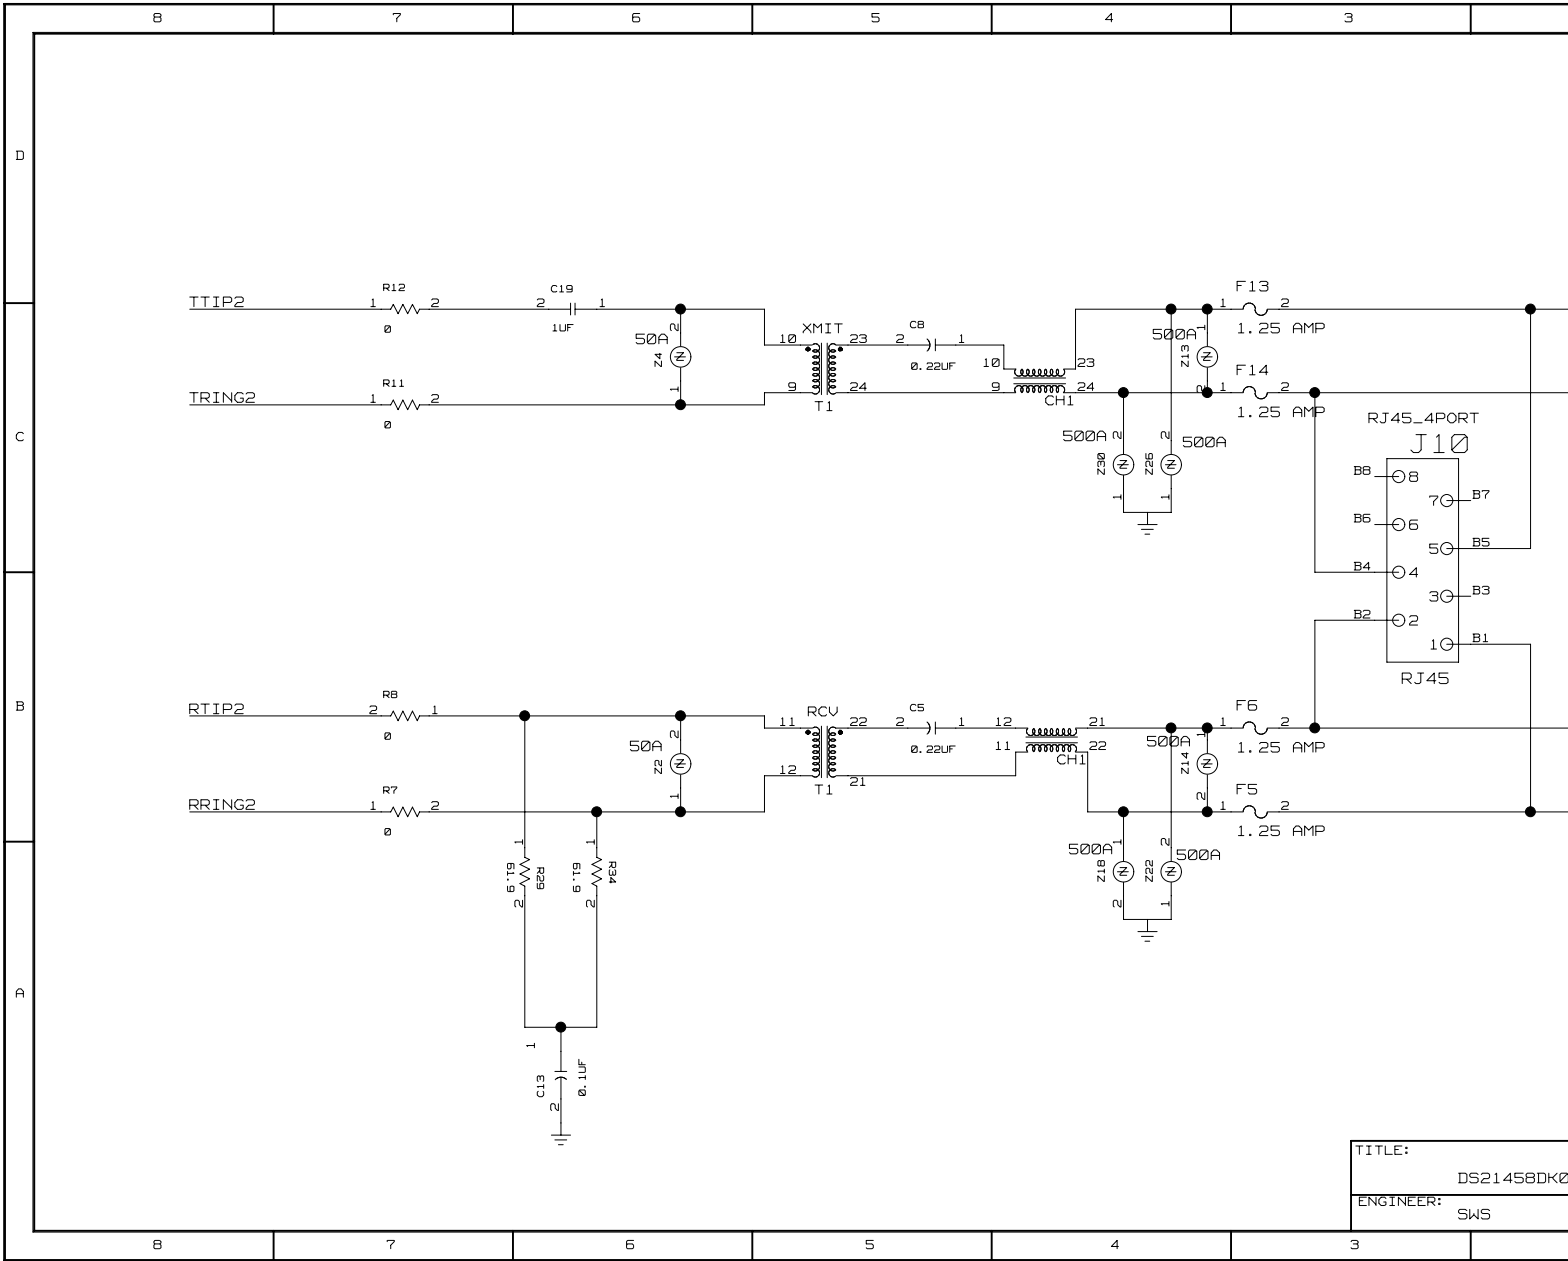 8 7 6 5 4 3
D
C
B
A
TTIP2
1 R12 2
0
2 C19 1
1UF
50A
2
Z4
1
TRING2
1 R11 2
0
XMIT
10 23
9 24
T1
2 C8 1
0.22UF
10 23
9 24
CH1
500A
1
Z13
2
F13
1 2
1.25 AMP
F14
1 2
1.25 AMP
500A 2
Z30
1
2 500A
Z26
1
RJ45_4PORT
J10
B8 8
7 B7
B6 6
5 B5
B4 4
3 B3
B2 2
1 B1
RJ45
RTIP2
2 R8 1
0
50A
2
Z2
1
RRING2
1 R7 2
0
RCV
11 22
12 21
T1
2 C5 1
0.22UF
12 21
11 22
CH1
500A
1
Z14
2
F6
1 2
1.25 AMP
F5
1 2
1.25 AMP
500A 1
Z18
2
2 500A
Z22
1
1
61.9 R29
2
1
61.9 R34
2
1
C13 0.1UF
2
TITLE:
DS21458DK0
ENGINEER:
SWS
8 7 6 5 4 3